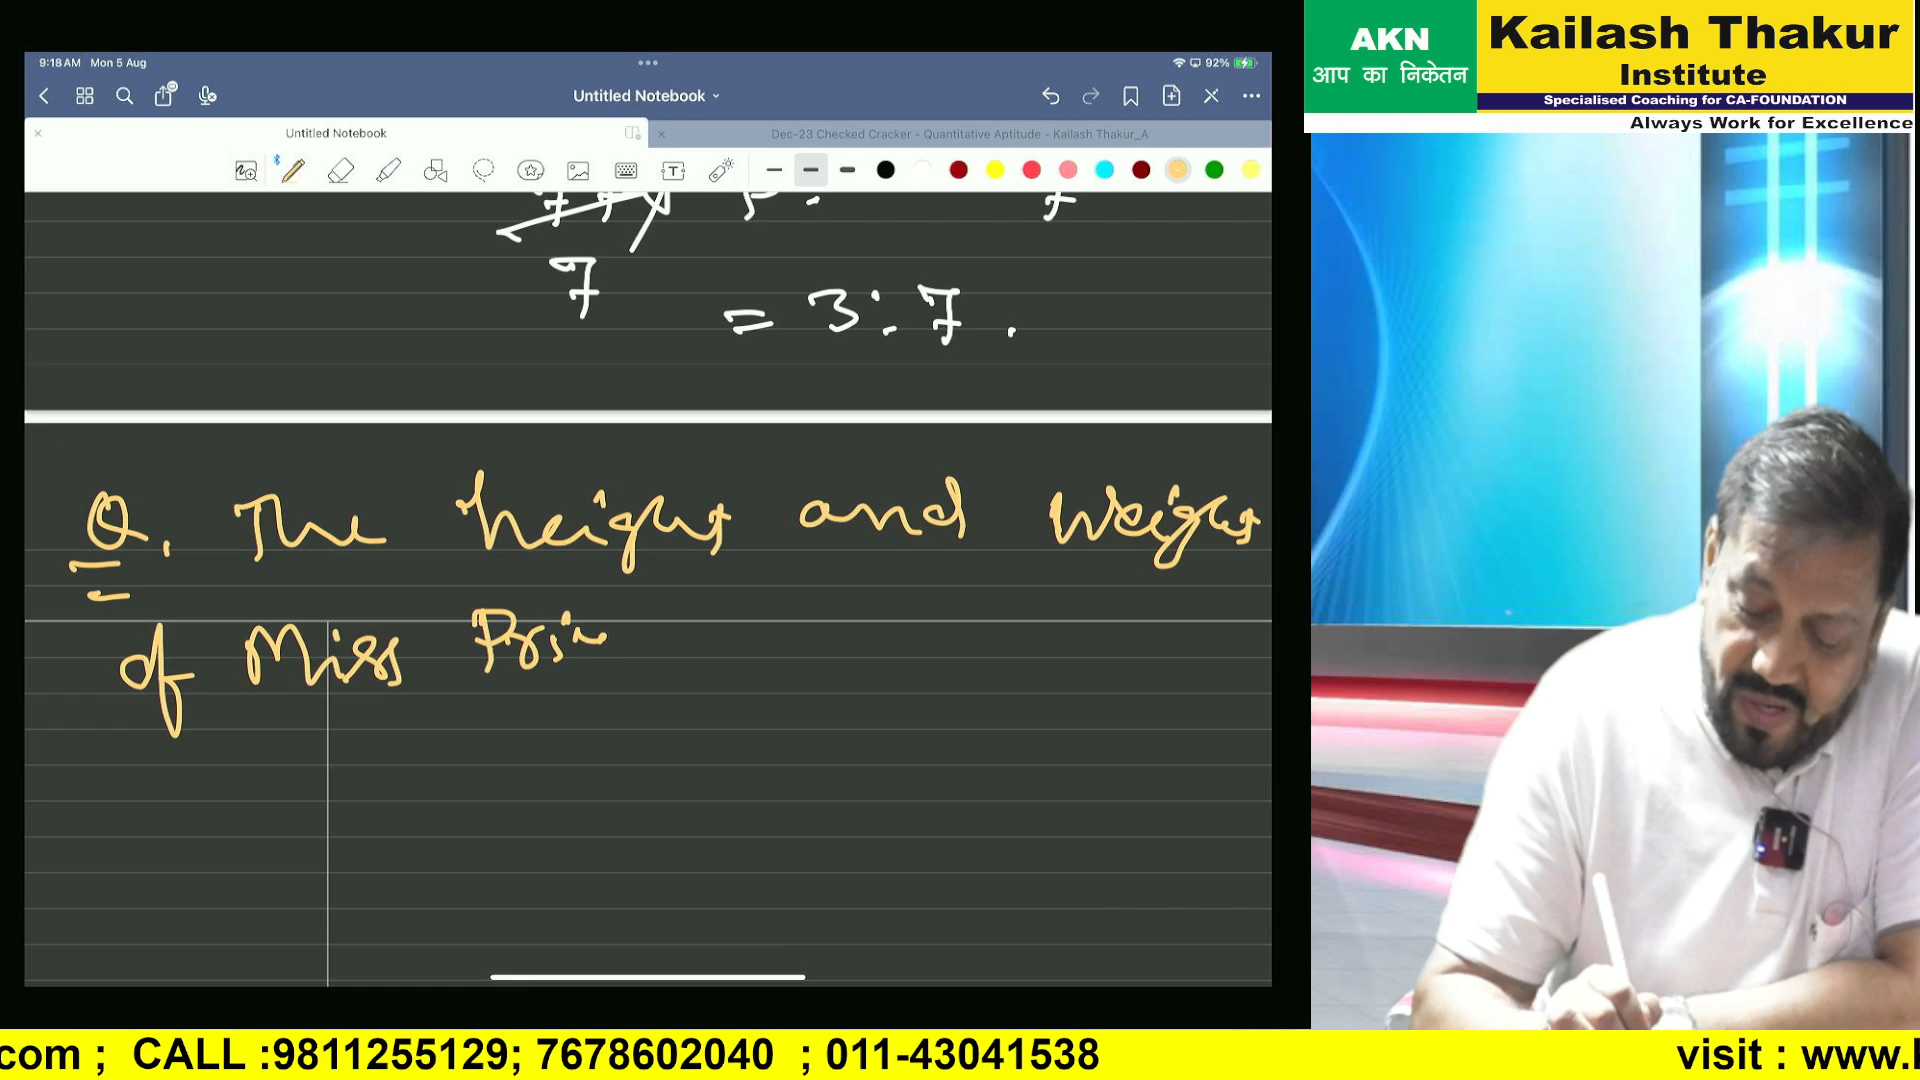 AKN
आप का निकेतन
Kailash Thakur
Institute
Specialised Coaching for CA-FOUNDATION
Always Work for Excellence
9:18 AM Mon 5 Aug
92%
Untitled Notebook
Untitled Notebook
Dec-23 Checked Cracker - Quantitative Aptitude - Kailash Thakur_A
7
7
= 3:7.
Q. The height and Weight
of Miss Pri
com ; CALL :9811255129; 7678602040 ; 011-43041538
visit : www.